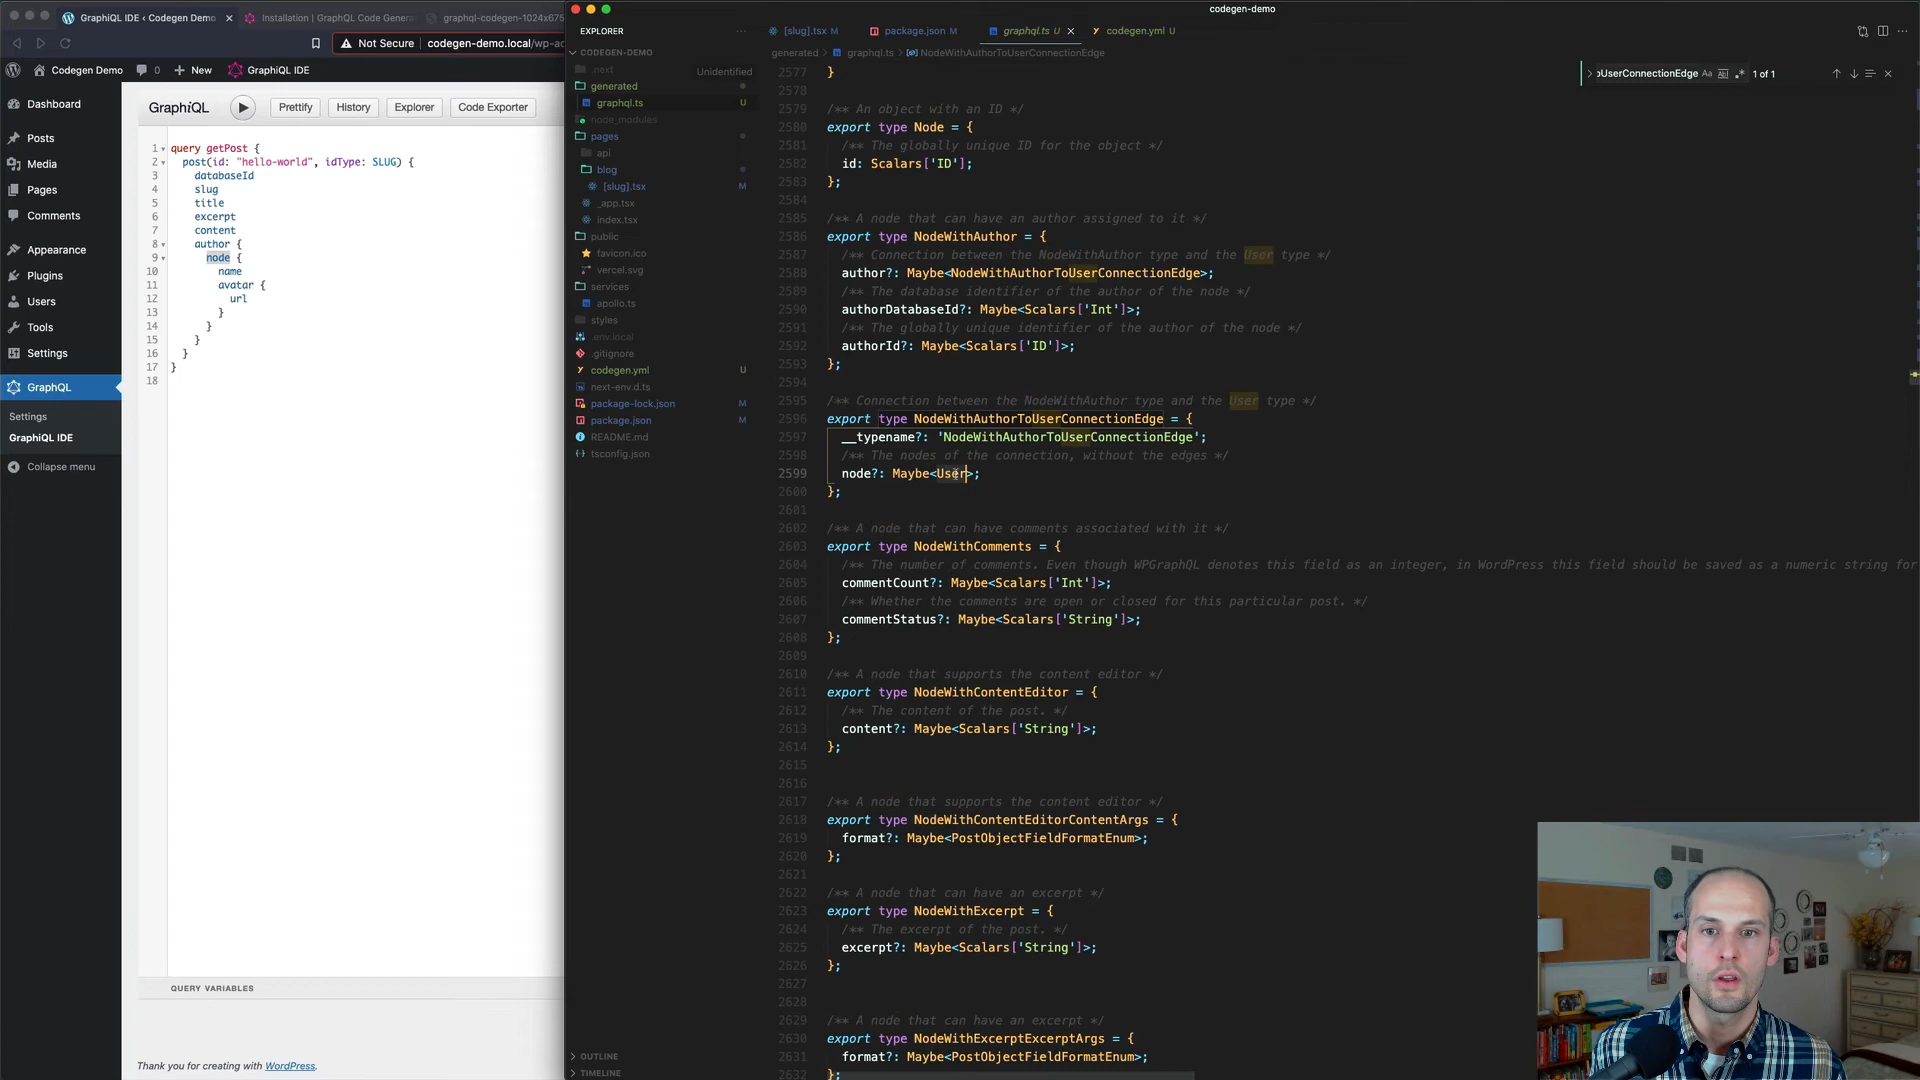 GraphiQL IDE ‹ Codegen Demo
Installation | GraphQL Code Genera
graphql-codegen-1024x675
Not Secure
codegen-demo.local/wp-ad
Codegen Demo
0
New
GraphiQL IDE
Dashboard
Posts
Media
Pages
Comments
Appearance
Plugins
Users
Tools
Settings
GraphQL
Settings
GraphiQL IDE
Collapse menu
GraphiQL
Prettify
History
Explorer
Code Exporter
1 query getPost {
2 post(id: "hello-world", idType: SLUG) {
3 databaseId
4 slug
5 title
6 excerpt
7 content
8 author {
9 node {
10 name
11 avatar {
12 url
13 }
14 }
15 }
16 }
17 }
18
QUERY VARIABLES
Thank you for creating with WordPress.
codegen-demo
EXPLORER
CODEGEN-DEMO
.next
Unidentified
generated
graphql.ts U
node_modules
pages
api
blog
[slug].tsx M
_app.tsx
index.tsx
public
favicon.ico
vercel.svg
services
apollo.ts
styles
.env.local
.gitignore
codegen.yml U
next-env.d.ts
package-lock.json M
package.json M
README.md
tsconfig.json
OUTLINE
TIMELINE
[slug].tsx M
package.json M
graphql.ts U
codegen.yml U
generated > graphql.ts > NodeWithAuthorToUserConnectionEdge
oUserConnectionEdge Aa 1 of 1
2577 }
2578
2579 /** An object with an ID */
2580 export type Node = {
2581 /** The globally unique ID for the object */
2582 id: Scalars['ID'];
2583 };
2584
2585 /** A node that can have an author assigned to it */
2586 export type NodeWithAuthor = {
2587 /** Connection between the NodeWithAuthor type and the User type */
2588 author?: Maybe<NodeWithAuthorToUserConnectionEdge>;
2589 /** The database identifier of the author of the node */
2590 authorDatabaseId?: Maybe<Scalars['Int']>;
2591 /** The globally unique identifier of the author of the node */
2592 authorId?: Maybe<Scalars['ID']>;
2593 };
2594
2595 /** Connection between the NodeWithAuthor type and the User type */
2596 export type NodeWithAuthorToUserConnectionEdge = {
2597 __typename?: 'NodeWithAuthorToUserConnectionEdge';
2598 /** The nodes of the connection, without the edges */
2599 node?: Maybe<User>;
2600 };
2601
2602 /** A node that can have comments associated with it */
2603 export type NodeWithComments = {
2604 /** The number of comments. Even though WPGraphQL denotes this field as an integer, in WordPress this field should be saved as a numeric string for
2605 commentCount?: Maybe<Scalars['Int']>;
2606 /** Whether the comments are open or closed for this particular post. */
2607 commentStatus?: Maybe<Scalars['String']>;
2608 };
2609
2610 /** A node that supports the content editor */
2611 export type NodeWithContentEditor = {
2612 /** The content of the post. */
2613 content?: Maybe<Scalars['String']>;
2614 };
2615
2616
2617 /** A node that supports the content editor */
2618 export type NodeWithContentEditorContentArgs = {
2619 format?: Maybe<PostObjectFieldFormatEnum>;
2620 };
2621
2622 /** A node that can have an excerpt */
2623 export type NodeWithExcerpt = {
2624 /** The excerpt of the post. */
2625 excerpt?: Maybe<Scalars['String']>;
2626 };
2627
2628
2629 /** A node that can have an excerpt */
2630 export type NodeWithExcerptExcerptArgs = {
2631 format?: Maybe<PostObjectFieldFormatEnum>;
2632 };